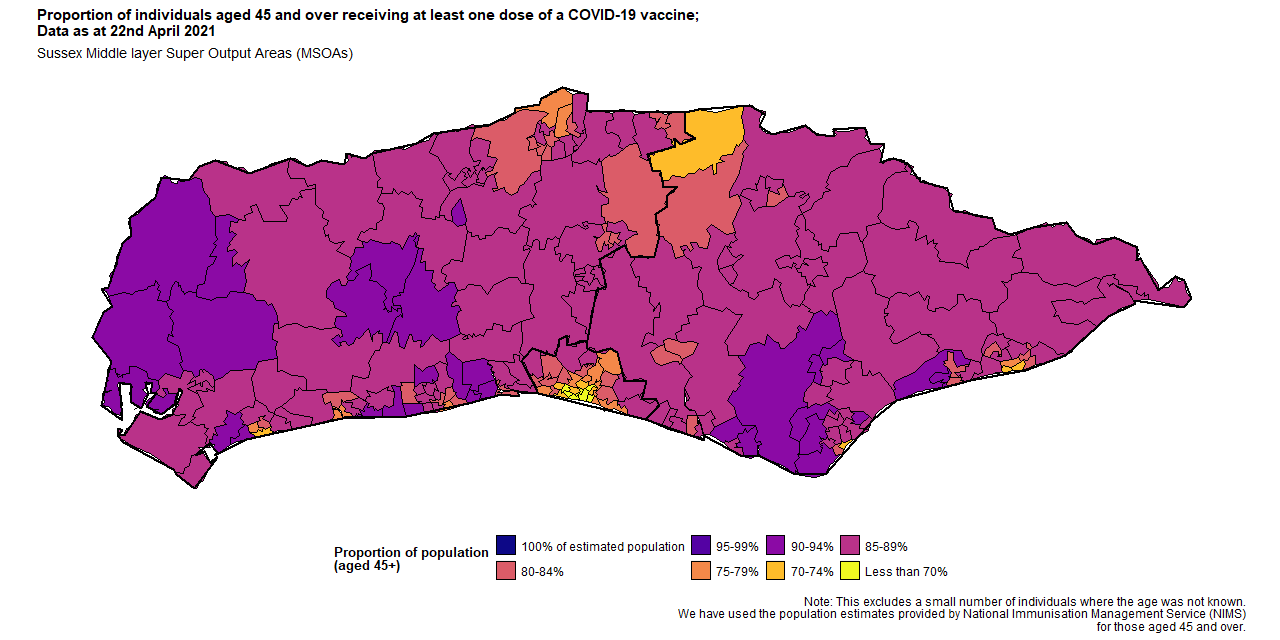 Proportion of individuals aged 45 and over receiving at least one dose of a COVID-19 vaccine;
Data as at 22nd April 2021
Sussex Middle layer Super Output Areas (MSOAs)
Proportion of population
(aged 45+)
100% of estimated population
95-99%
90-94%
85-89%
80-84%
75-79%
70-74%
Less than 70%
Note: This excludes a small number of individuals where the age was not known.
We have used the population estimates provided by National Immunisation Management Service (NIMS)
for those aged 45 and over.